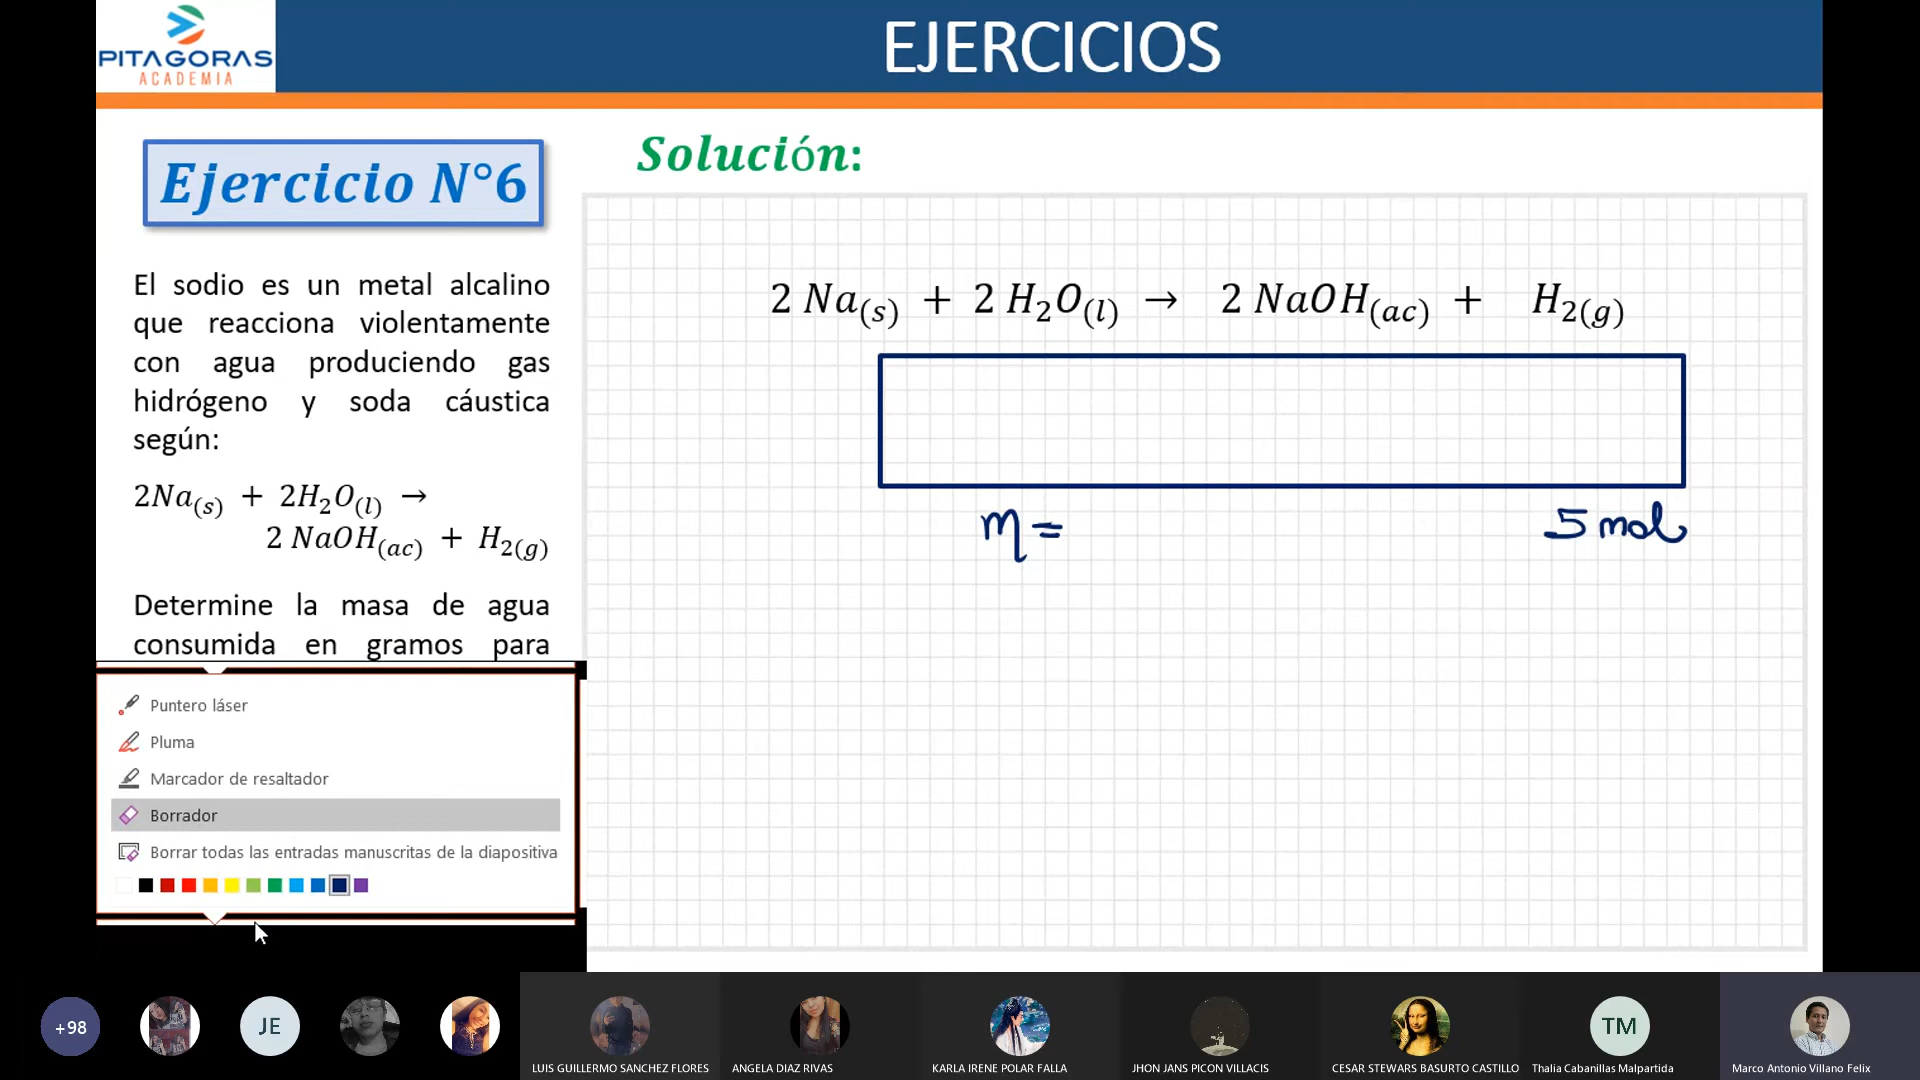 PITAGORAS
ACADEMIA
EJERCICIOS
Ejercicio N°6
Solución:
El sodio es un metal alcalino
que reacciona violentamente
con agua produciendo gas
hidrógeno y soda cáustica
según:
2Na(s) + 2H₂O(l) →
2 NaOH(ac) + H₂(g)
Determine la masa de agua
consumida en gramos para
2 Na(s) + 2 H₂O(l) → 2 NaOH(ac) + H₂(g)
m = 5 mol
Puntero láser
Pluma
Marcador de resaltador
Borrador
Borrar todas las entradas manuscritas de la diapositiva
+98
JE
TM
LUIS GUILLERMO SANCHEZ FLORES
ANGELA DIAZ RIVAS
KARLA IRENE POLAR FALLA
JHON JANS PICON VILLACIS
CESAR STEWARS BASURTO CASTILLO
Thalia Cabanillas Malpartida
Marco Antonio Villano Felix